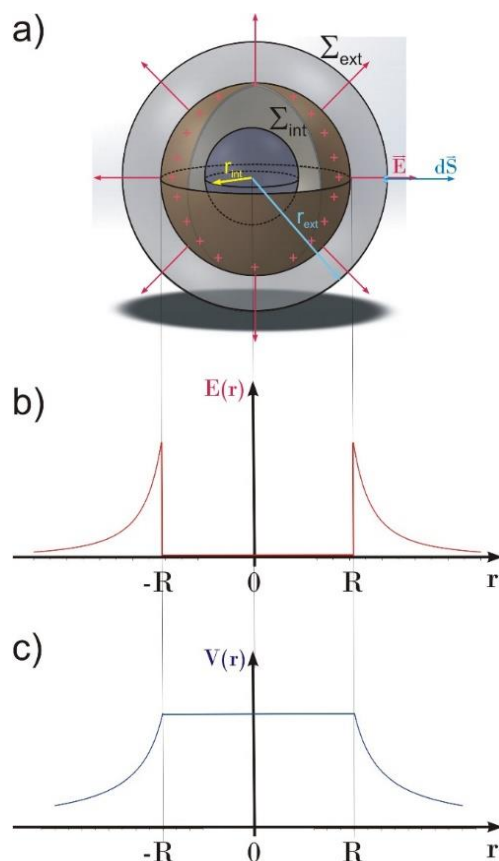 a)
Σext
Σint
rint
rext
E⃗
dS⃗
b)
E(r)
-R
0
R
r
c)
V(r)
-R
0
R
r